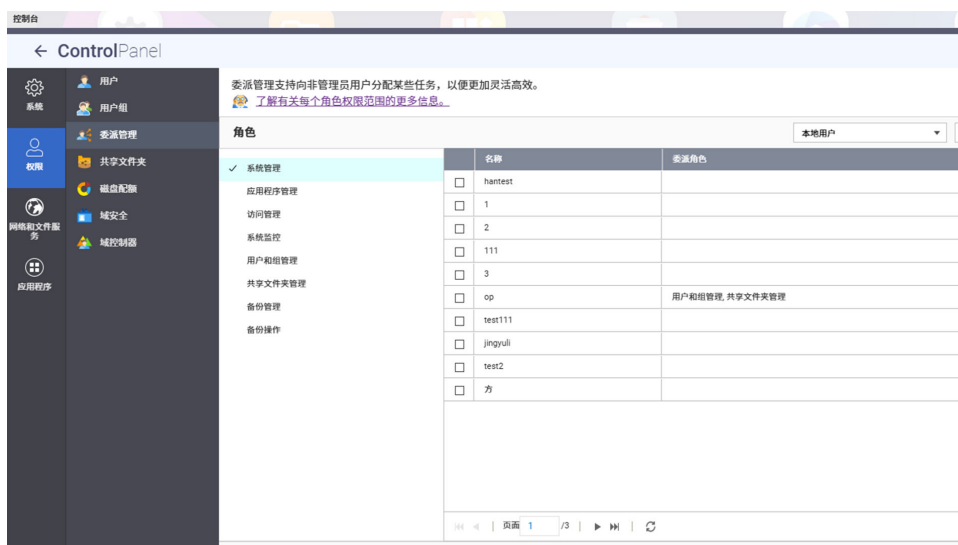 控制台
ControlPanel
系统
权限
网络和文件服
务
应用程序
用户
用户组
委派管理
共享文件夹
磁盘配额
域安全
域控制器
委派管理支持向非管理员用户分配某些任务，以便更加灵活高效。
了解有关每个角色权限范围的更多信息。
角色
本地用户
系统管理
应用程序管理
访问管理
系统监控
用户和组管理
共享文件夹管理
备份管理
备份操作
名称 委派角色
hantest
1
2
111
3
op 用户和组管理, 共享文件夹管理
test111
jingyuli
test2
方
页面 1 /3